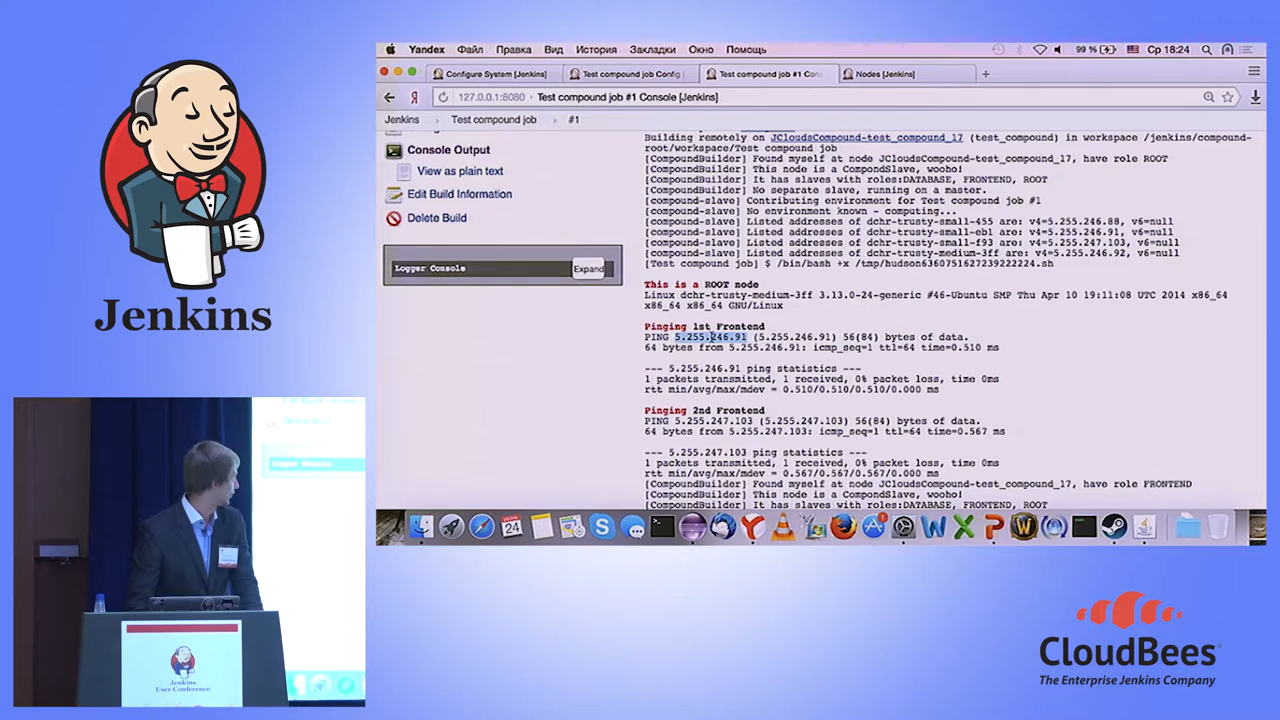 Jenkins
Yandex Файл Правка Вид История Закладки Окно Помощь 99 % Ср 18:24
Configure System [Jenkins]
Test compound job Config
Test compound job #1 Con
Nodes [Jenkins]
Я 127.0.0.1:8080 · Test compound job #1 Console [Jenkins]
Jenkins Test compound job #1
Console Output
View as plain text
Edit Build Information
Delete Build
Logger Console Expand
Building remotely on JCloudsCompound-test_compound_17 (test_compound) in workspace /jenkins/compound-
root/workspace/Test compound job
[CompoundBuilder] Found myself at node JCloudsCompound-test_compound_17, have role ROOT
[CompoundBuilder] This node is a CompondSlave, wooho!
[CompoundBuilder] It has slaves with roles:DATABASE, FRONTEND, ROOT
[CompoundBuilder] No separate slave, running on a master.
[compound-slave] Contributing environment for Test compound job #1
[compound-slave] No environment known - computing...
[compound-slave] Listed addresses of dchr-trusty-small-455 are: v4=5.255.246.88, v6=null
[compound-slave] Listed addresses of dchr-trusty-small-eb1 are: v4=5.255.246.91, v6=null
[compound-slave] Listed addresses of dchr-trusty-small-f93 are: v4=5.255.247.103, v6=null
[compound-slave] Listed addresses of dchr-trusty-medium-3ff are: v4=5.255.246.92, v6=null
[Test compound job] $ /bin/bash +x /tmp/hudson6360751627239222224.sh
This is a ROOT node
Linux dchr-trusty-medium-3ff 3.13.0-24-generic #46-Ubuntu SMP Thu Apr 10 19:11:08 UTC 2014 x86_64
x86_64 x86_64 GNU/Linux
Pinging 1st Frontend
PING 5.255.246.91 (5.255.246.91) 56(84) bytes of data.
64 bytes from 5.255.246.91: icmp_seq=1 ttl=64 time=0.510 ms
--- 5.255.246.91 ping statistics ---
1 packets transmitted, 1 received, 0% packet loss, time 0ms
rtt min/avg/max/mdev = 0.510/0.510/0.510/0.000 ms
Pinging 2nd Frontend
PING 5.255.247.103 (5.255.247.103) 56(84) bytes of data.
64 bytes from 5.255.247.103: icmp_seq=1 ttl=64 time=0.567 ms
--- 5.255.247.103 ping statistics ---
1 packets transmitted, 1 received, 0% packet loss, time 0ms
rtt min/avg/max/mdev = 0.567/0.567/0.567/0.000 ms
[CompoundBuilder] Found myself at node JCloudsCompound-test_compound_17, have role FRONTEND
[CompoundBuilder] This node is a CompondSlave, wooho!
[CompoundBuilder] It has slaves with roles:DATABASE, FRONTEND, ROOT
24
Logger Console
Jenkins
User Conference
CloudBees
The Enterprise Jenkins Company